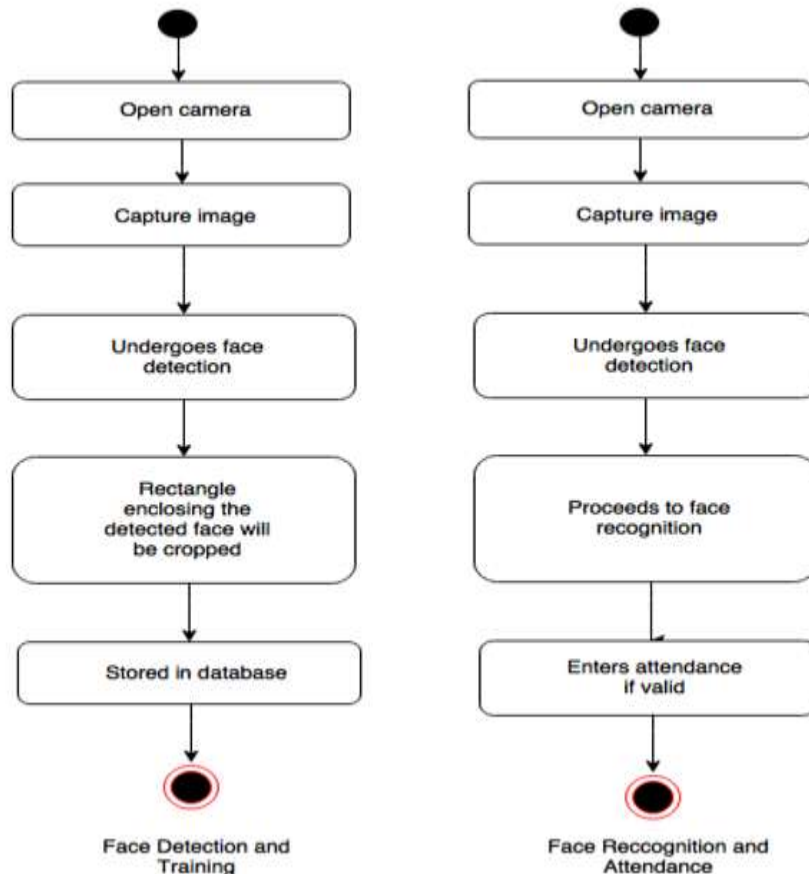 Open camera
Capture image
Undergoes face
detection
Rectangle
enclosing the
detected face will
be cropped
Stored in database
Face Detection and
Training
Open camera
Capture image
Undergoes face
detection
Proceeds to face
recognition
Enters attendance
if valid
Face Reccognition and
Attendance